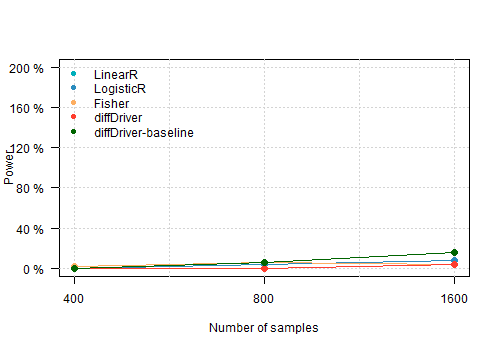 200 %
160 %
120 %
80 %
40 %
0 %
Power
LinearR
LogisticR
Fisher
diffDriver
diffDriver-baseline
400
800
1600
Number of samples